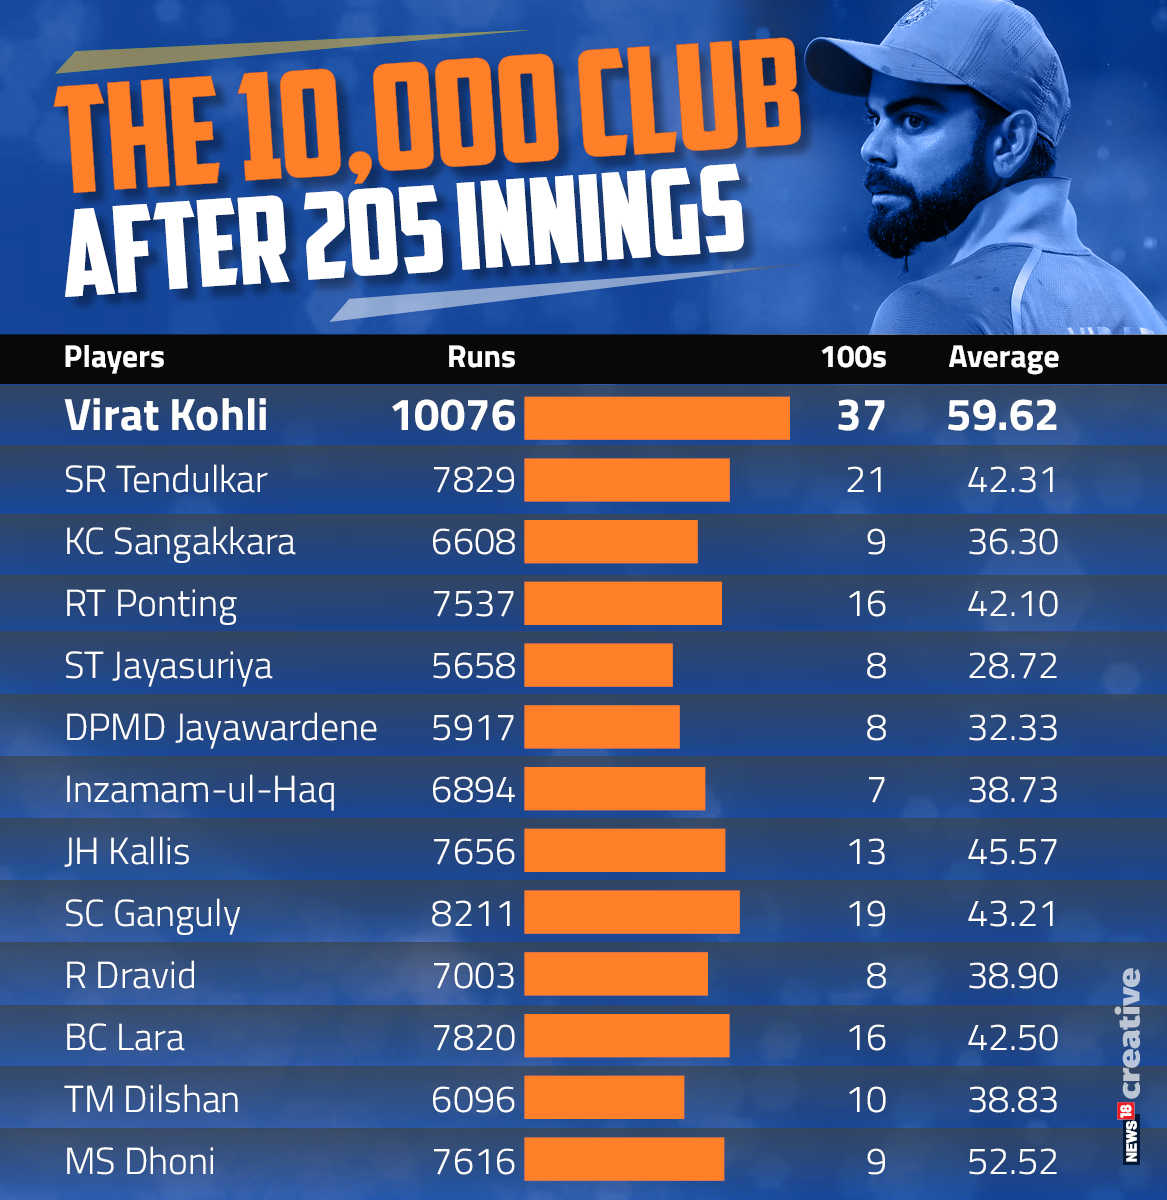 THE 10,000 CLUB
AFTER 205 INNINGS
Players Runs 100s Average
Virat Kohli 10076 37 59.62
SR Tendulkar 7829 21 42.31
KC Sangakkara 6608 9 36.30
RT Ponting 7537 16 42.10
ST Jayasuriya 5658 8 28.72
DPMD Jayawardene 5917 8 32.33
Inzamam-ul-Haq 6894 7 38.73
JH Kallis 7656 13 45.57
SC Ganguly 8211 19 43.21
R Dravid 7003 8 38.90
BC Lara 7820 16 42.50
TM Dilshan 6096 10 38.83
MS Dhoni 7616 9 52.52
NEWS18 creative